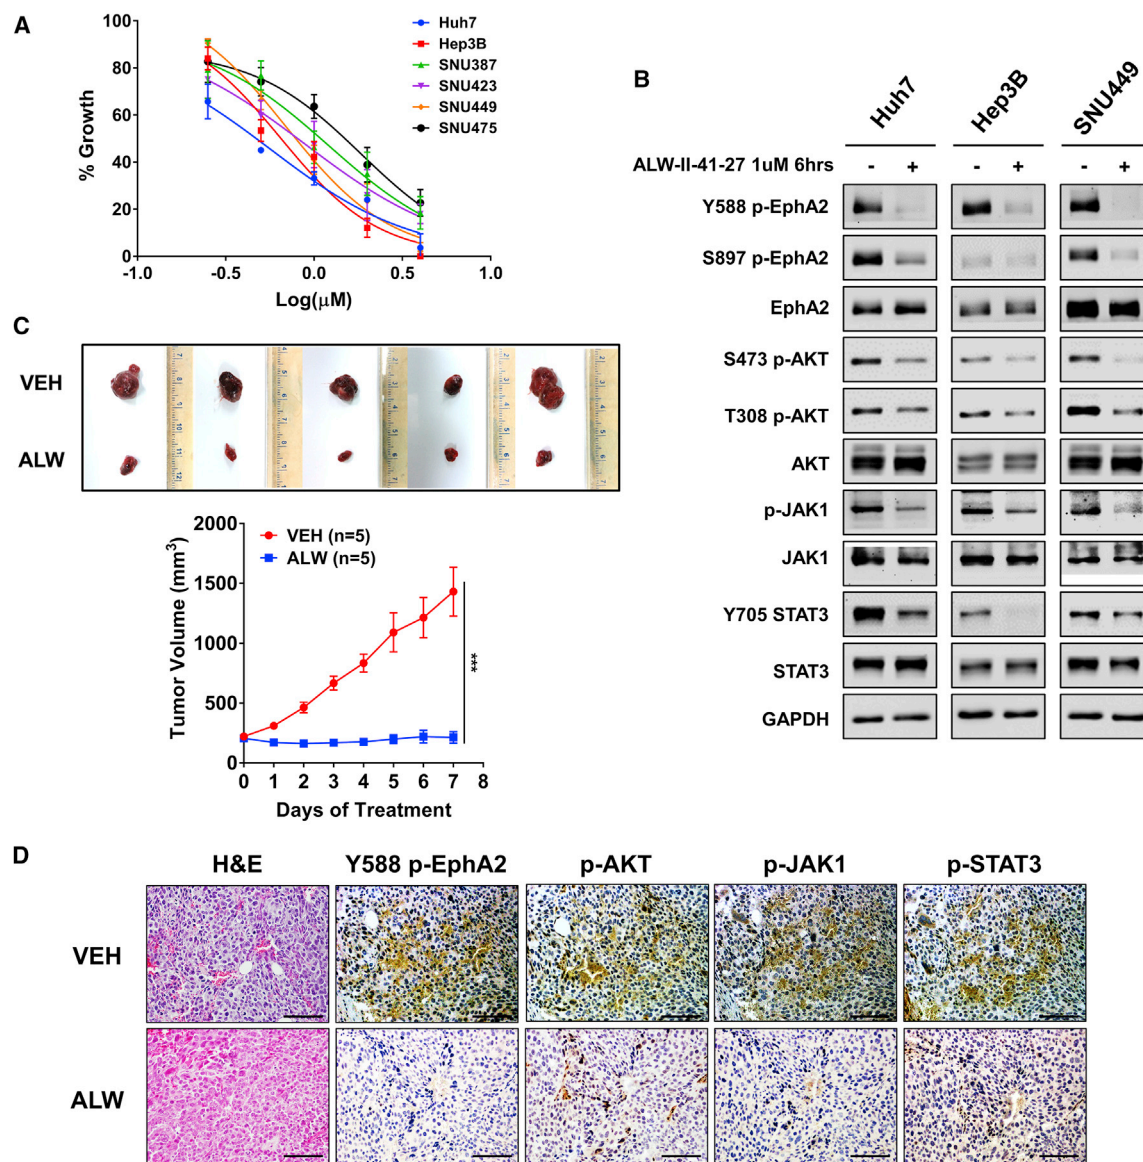 A
100
80
60
40
20
0
% Growth
-1.0
-0.5
0.0
0.5
1.0
Log(μM)
Huh7
Hep3B
SNU387
SNU423
SNU449
SNU475
B
Huh7
Hep3B
SNU449
ALW-II-41-27 1uM 6hrs
- + - + - +
Y588 p-EphA2
S897 p-EphA2
EphA2
S473 p-AKT
T308 p-AKT
AKT
p-JAK1
JAK1
Y705 STAT3
STAT3
GAPDH
C
VEH
ALW
2000
1500
1000
500
0
Tumor Volume (mm³)
VEH (n=5)
ALW (n=5)
***
0 1 2 3 4 5 6 7 8
Days of Treatment
D
H&E
Y588 p-EphA2
p-AKT
p-JAK1
p-STAT3
VEH
ALW